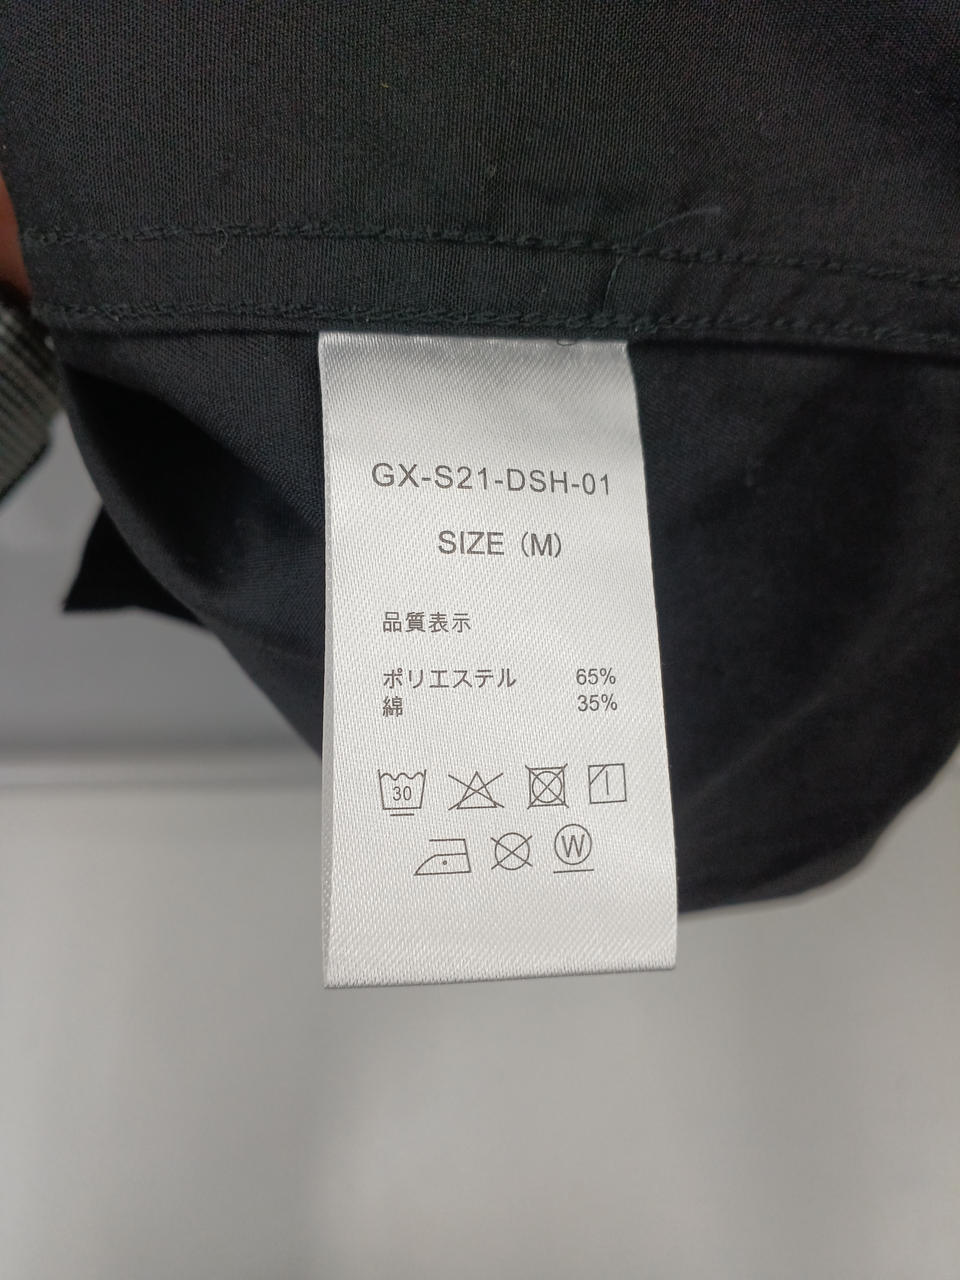 GX-S21-DSH-01
SIZE (M)
品質表示
ポリエステル 65%
綿 35%
30
W